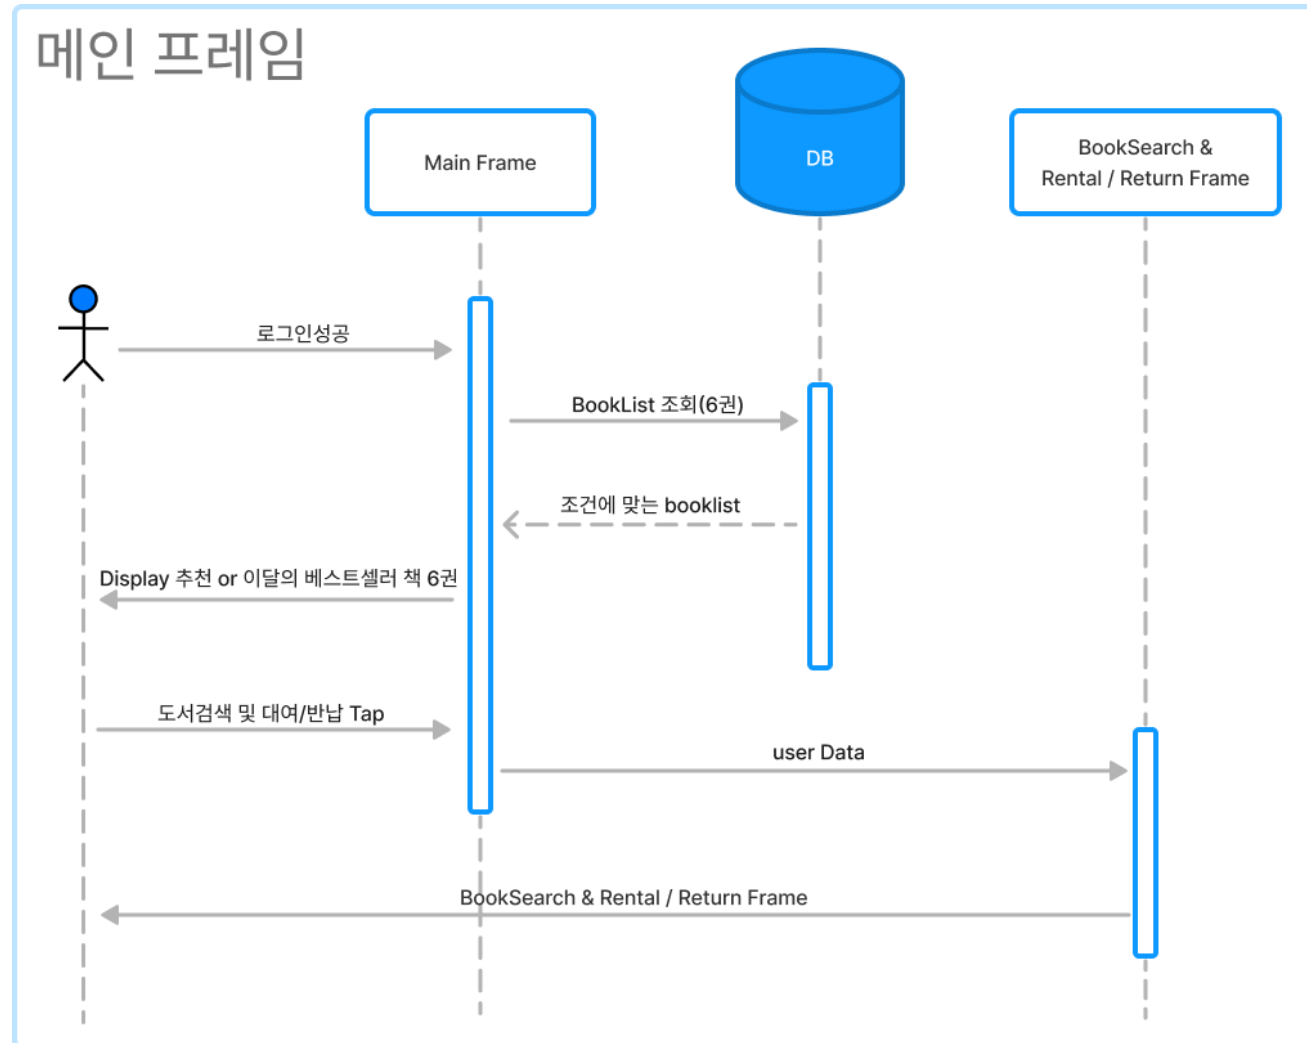 메인 프레임
Main Frame
DB
BookSearch &
Rental / Return Frame
로그인성공
BookList 조회(6권)
조건에 맞는 booklist
Display 추천 or 이달의 베스트셀러 책 6권
도서검색 및 대여/반납 Tap
user Data
BookSearch & Rental / Return Frame